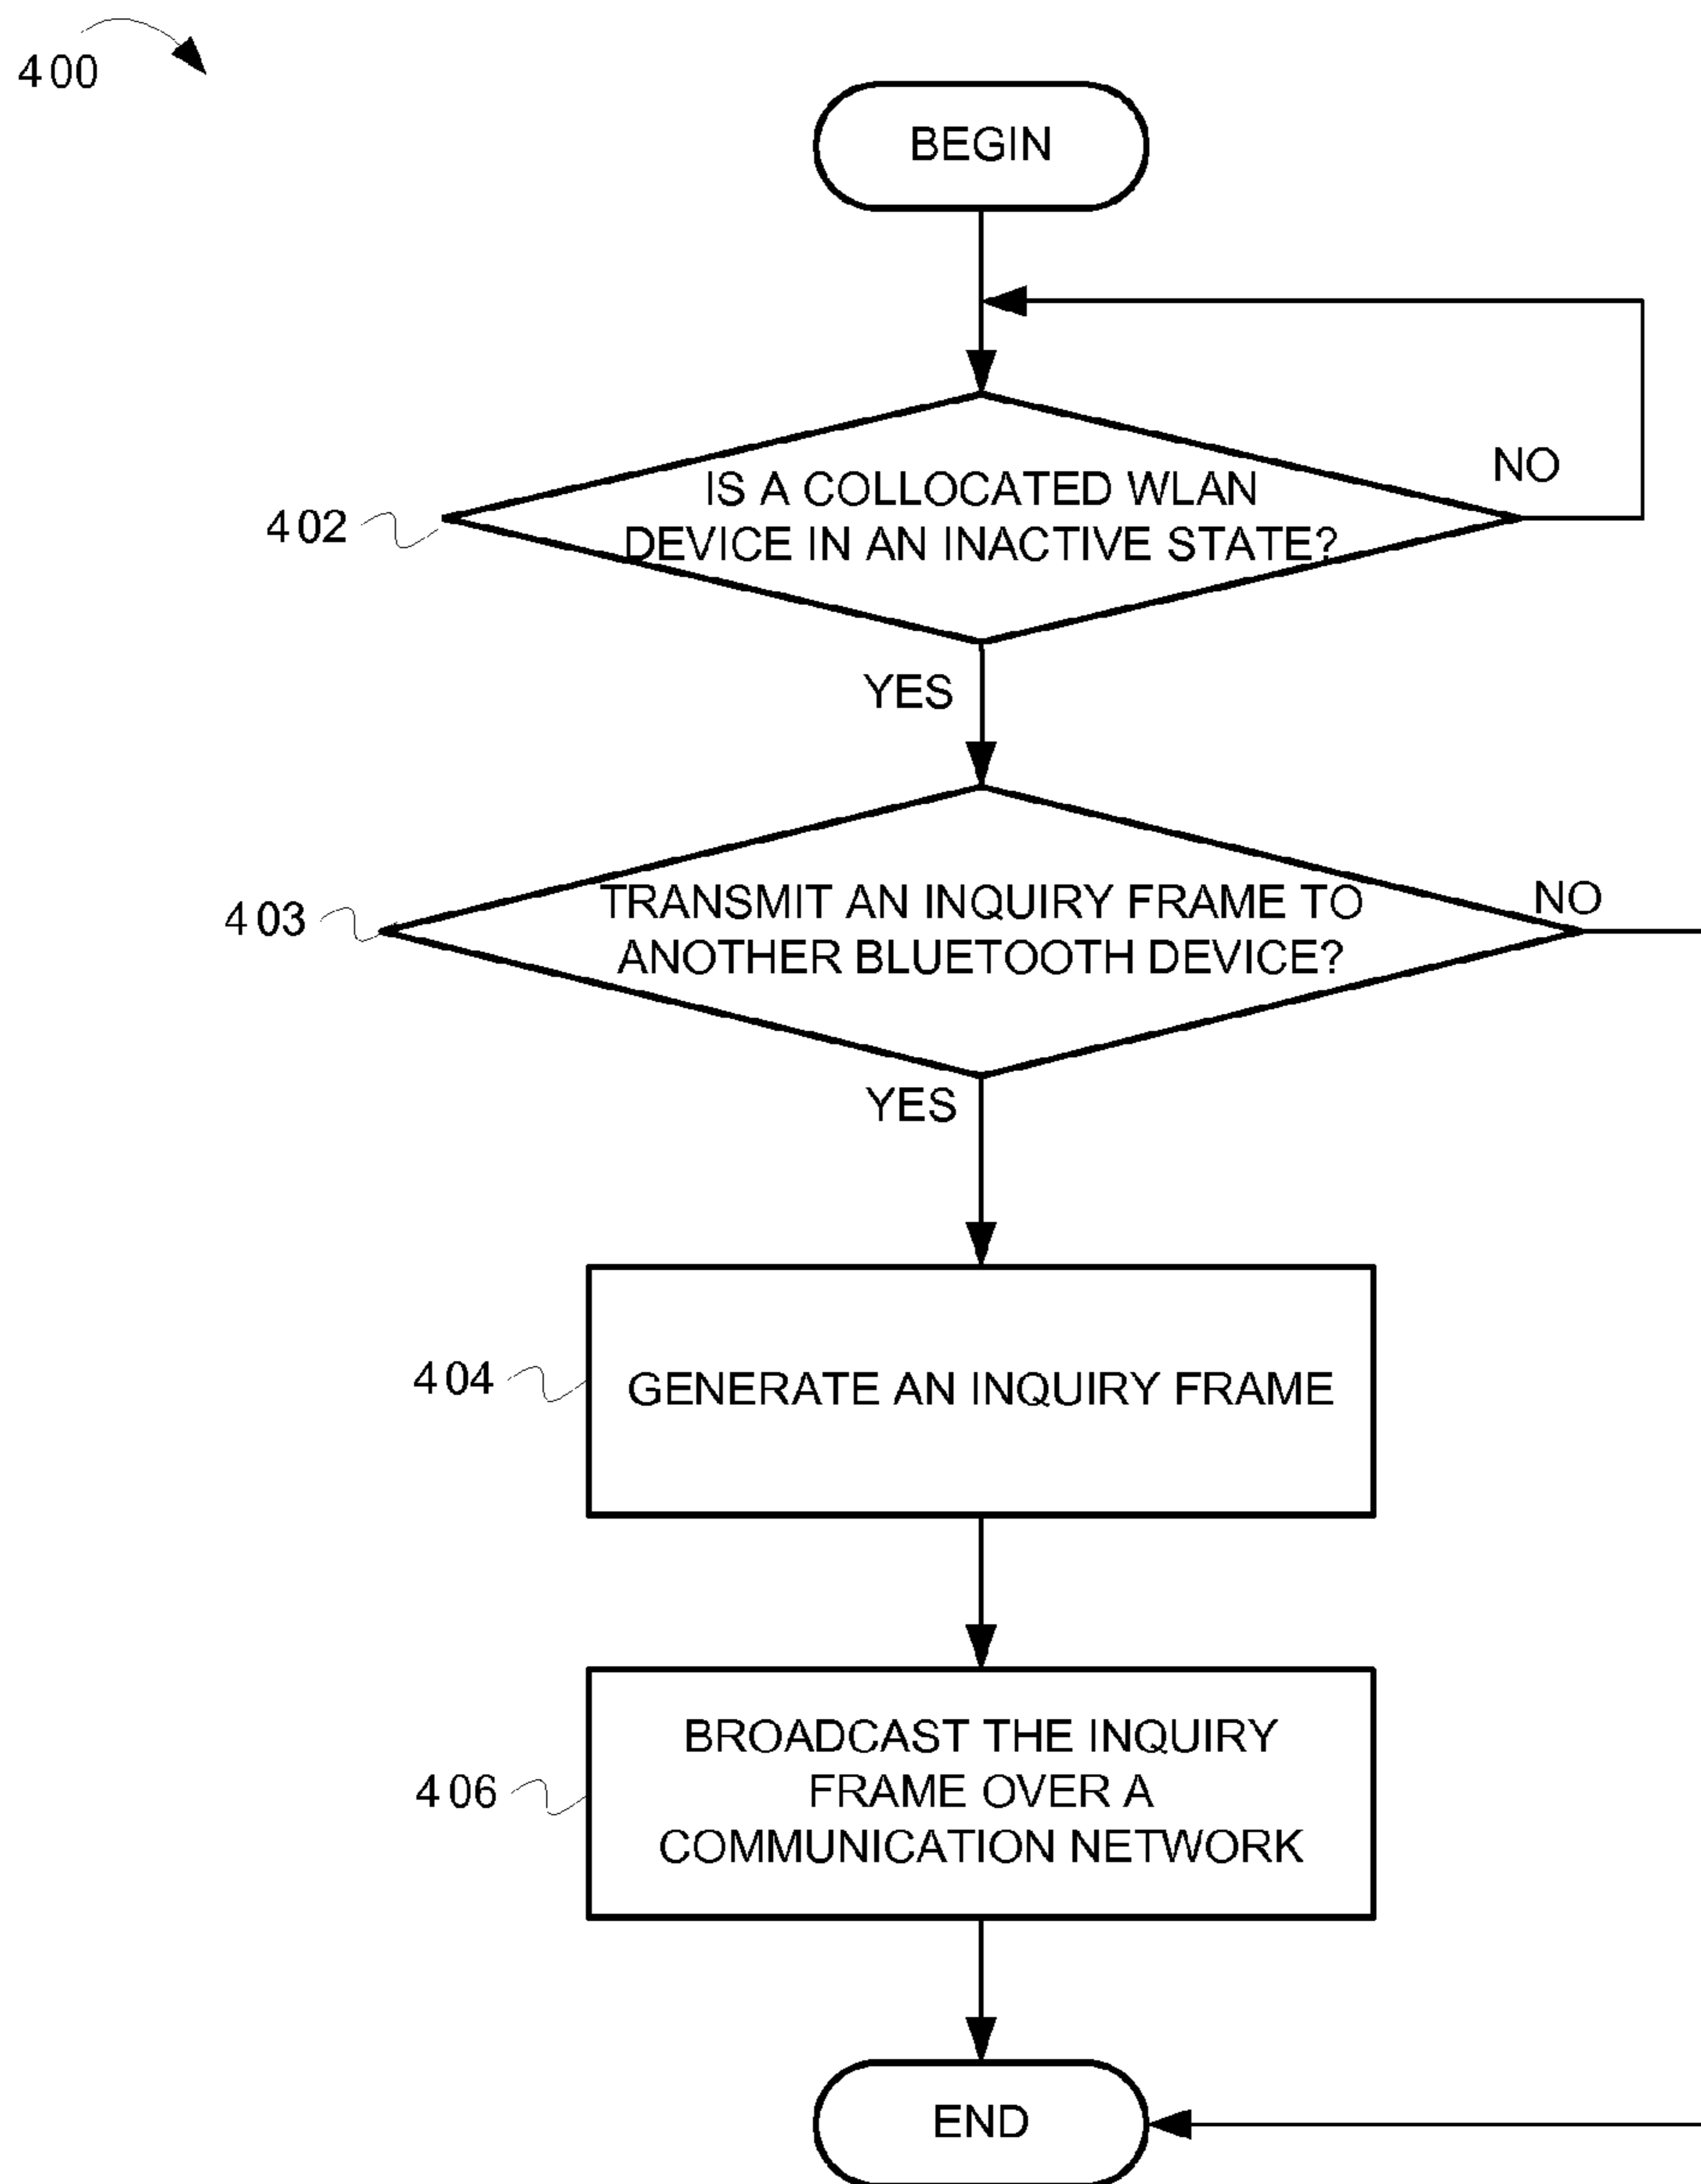 400
BEGIN
IS A COLLOCATED WLAN
DEVICE IN AN INACTIVE STATE?
NO
402
YES
TRANSMIT AN INQUIRY FRAME TO
ANOTHER BLUETOOTH DEVICE?
NO
403
YES
404
GENERATE AN INQUIRY FRAME
BROADCAST THE INQUIRY
FRAME OVER A
COMMUNICATION NETWORK
406
END